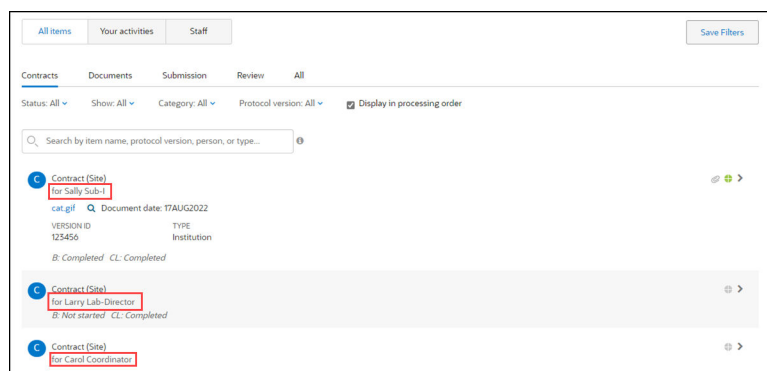 All items Your activities Staff Save Filters
Contracts Documents Submission Review All
Status: All Show: All Category: All Protocol version: All Display in processing order
Search by item name, protocol version, person, or type...
C Contract (Site)
for Sally Sub-I
cat.gif Document date: 17AUG2022
VERSION ID TYPE
123456 Institution
B: Completed CL: Completed
C Contract (Site)
for Larry Lab-Director
B: Not started CL: Completed
C Contract (Site)
for Carol Coordinator